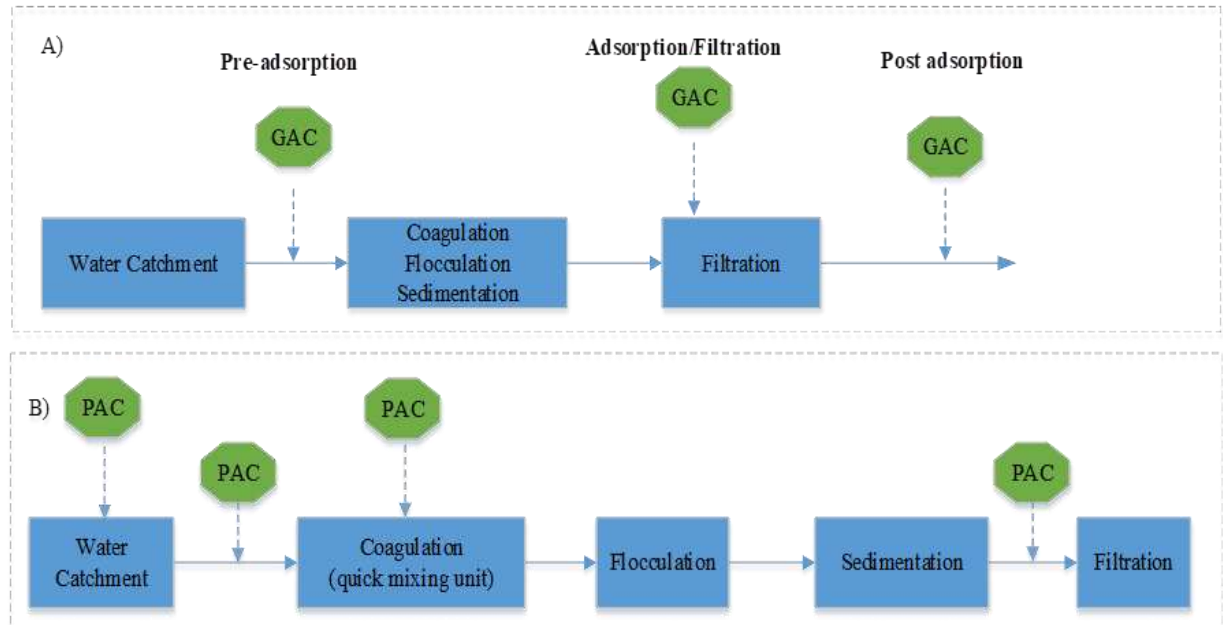 A)
Pre-adsorption
Adsorption/Filtration
Post adsorption
GAC
GAC
GAC
Water Catchment
Coagulation
Flocculation
Sedimentation
Filtration
B)
PAC
PAC
PAC
PAC
Water
Catchment
Coagulation
(quick mixing unit)
Flocculation
Sedimentation
Filtration